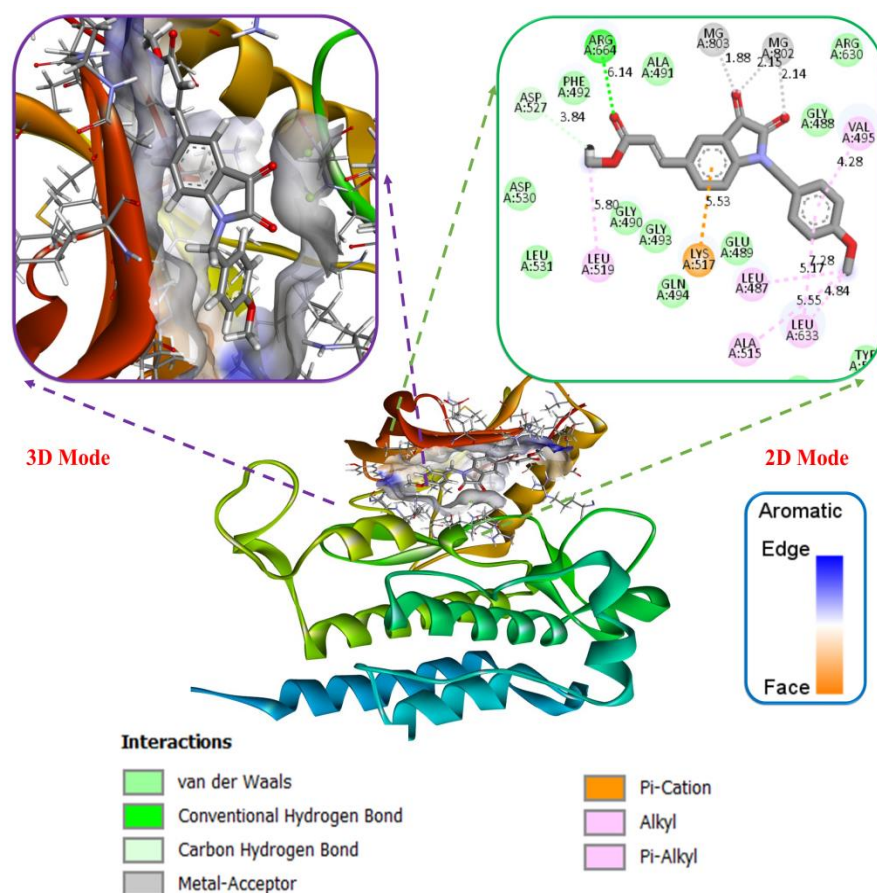 ARG
A:664
6.14
ALA
A:491
MG
A:803
1.88
MG
A:802
2.15
2.14
ARG
A:630
PHE
A:492
ASP
A:527
3.84
GLY
A:488
VAL
A:495
4.28
ASP
A:530
5.80
GLY
A:490
GLY
A:493
5.53
LEU
A:531
LEU
A:519
LYS
A:517
GLU
A:489
GLN
A:494
LEU
A:487
7.28
5.17
4.84
5.55
ALA
A:515
LEU
A:633
3D Mode
2D Mode
Aromatic
Edge
Face
Interactions
van der Waals
Conventional Hydrogen Bond
Carbon Hydrogen Bond
Metal-Acceptor
Pi-Cation
Alkyl
Pi-Alkyl